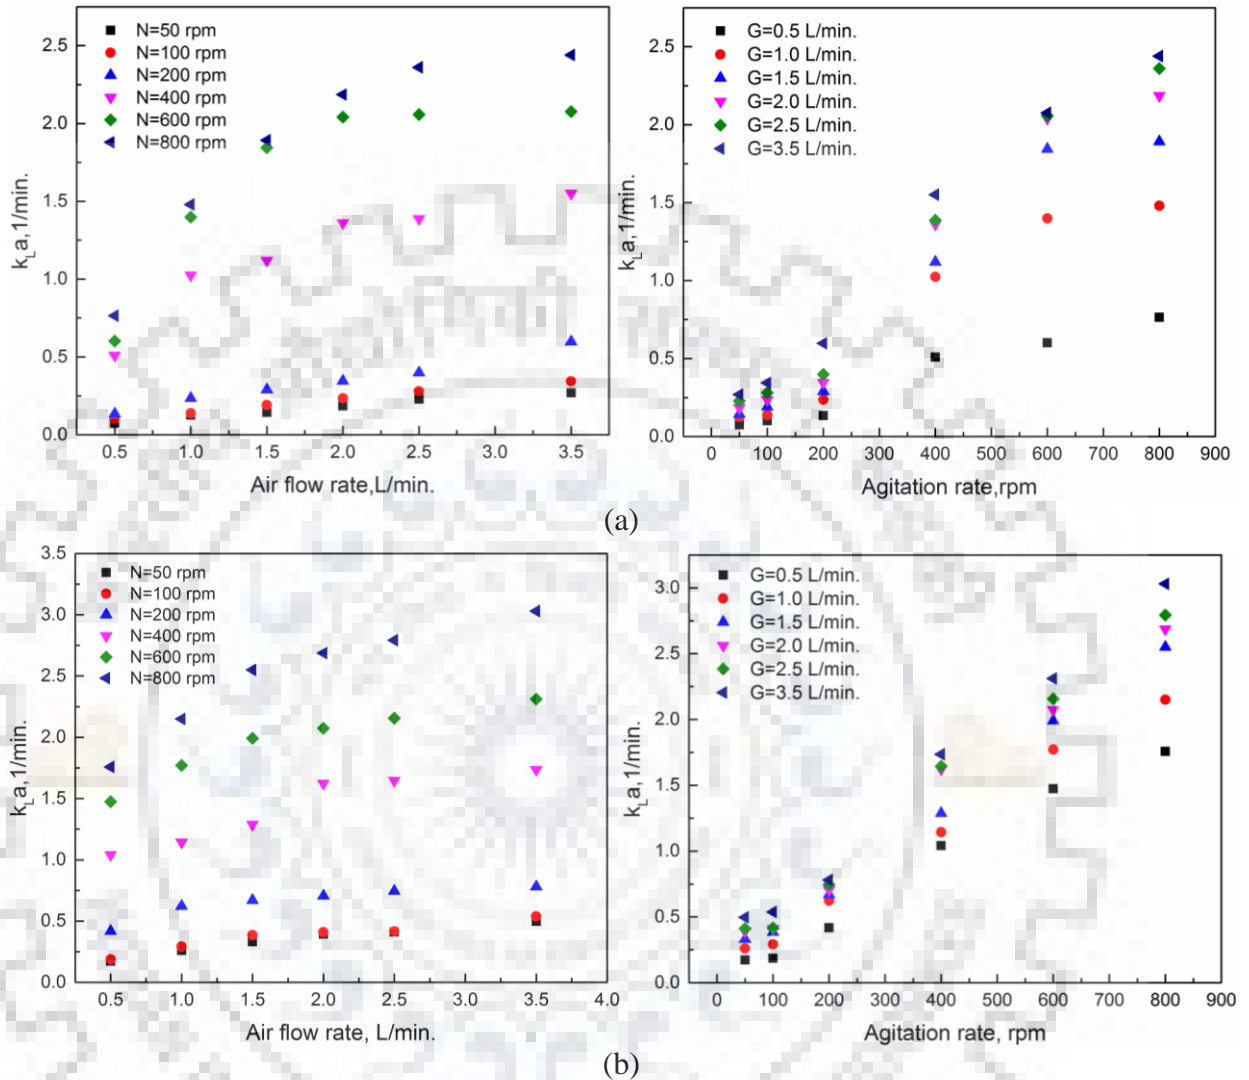 N=50 rpm
N=100 rpm
N=200 rpm
N=400 rpm
N=600 rpm
N=800 rpm
2.5
2.0
1.5
1.0
0.5
0.0
k_La,1/min.
0.5 1.0 1.5 2.0 2.5 3.0 3.5
Air flow rate,L/min.
G=0.5 L/min.
G=1.0 L/min.
G=1.5 L/min.
G=2.0 L/min.
G=2.5 L/min.
G=3.5 L/min.
2.5
2.0
1.5
1.0
0.5
0.0
k_La,1/min.
0 100 200 300 400 500 600 700 800 900
Agitation rate,rpm
(a)
N=50 rpm
N=100 rpm
N=200 rpm
N=400 rpm
N=600 rpm
N=800 rpm
3.5
3.0
2.5
2.0
1.5
1.0
0.5
0.0
k_La,1/min.
0.5 1.0 1.5 2.0 2.5 3.0 3.5 4.0
Air flow rate, L/min.
G=0.5 L/min.
G=1.0 L/min.
G=1.5 L/min.
G=2.0 L/min.
G=2.5 L/min.
G=3.5 L/min.
3.0
2.5
2.0
1.5
1.0
0.5
0.0
k_La,1/min.
0 100 200 300 400 500 600 700 800 900
Agitation rate, rpm
(b)